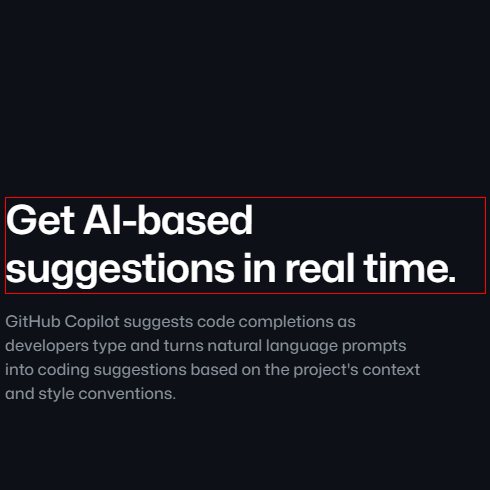 Get AI-based
suggestions in real time.
GitHub Copilot suggests code completions as
developers type and turns natural language prompts
into coding suggestions based on the project's context
and style conventions.